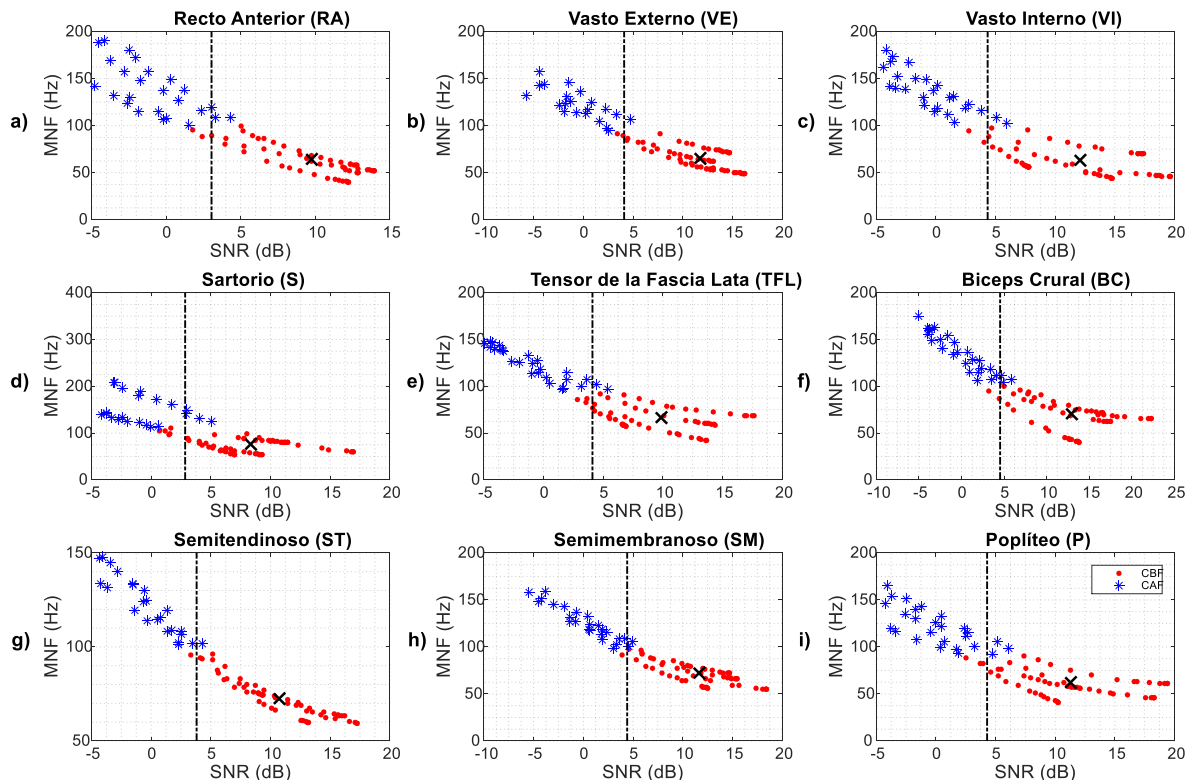 Recto Anterior (RA)
Vasto Externo (VE)
Vasto Interno (VI)
a)
MNF (Hz)
200
150
100
50
0
-5
0
5
10
15
SNR (dB)
b)
MNF (Hz)
200
150
100
50
0
-10
-5
0
5
10
15
20
SNR (dB)
c)
MNF (Hz)
200
150
100
50
0
-5
0
5
10
15
20
SNR (dB)
Sartorio (S)
Tensor de la Fascia Lata (TFL)
Biceps Crural (BC)
d)
MNF (Hz)
400
300
200
100
0
-5
0
5
10
15
20
SNR (dB)
e)
MNF (Hz)
200
150
100
50
0
-5
0
5
10
15
20
SNR (dB)
f)
MNF (Hz)
200
150
100
50
0
-10
-5
0
5
10
15
20
25
SNR (dB)
Semitendinoso (ST)
Semimembranoso (SM)
Poplíteo (P)
g)
MNF (Hz)
150
100
50
-5
0
5
10
15
20
SNR (dB)
h)
MNF (Hz)
200
150
100
50
0
-10
-5
0
5
10
15
20
SNR (dB)
i)
MNF (Hz)
200
150
100
50
0
-5
0
5
10
15
20
SNR (dB)
CBF
CAF